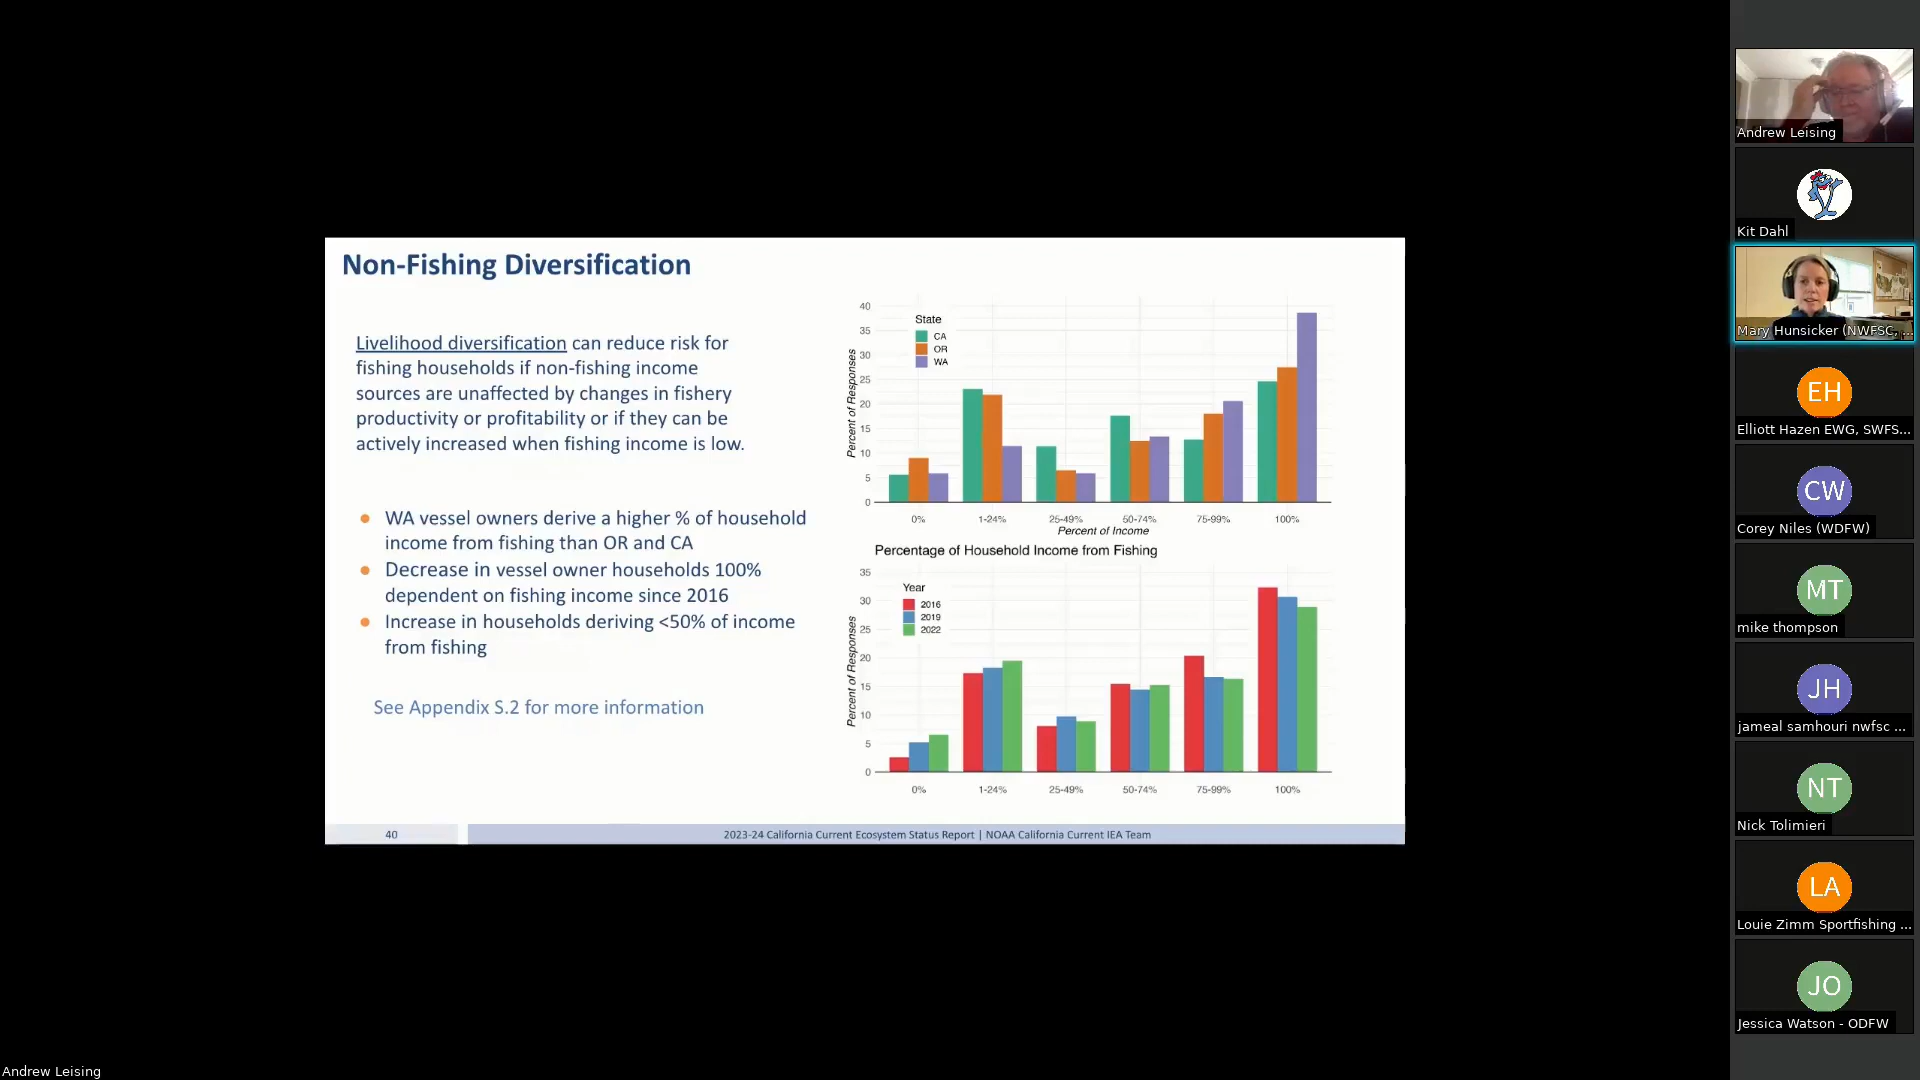 Non-Fishing Diversification
Livelihood diversification can reduce risk for
fishing households if non-fishing income
sources are unaffected by changes in fishery
productivity or profitability or if they can be
actively increased when fishing income is low.
● WA vessel owners derive a higher % of household
income from fishing than OR and CA
● Decrease in vessel owner households 100%
dependent on fishing income since 2016
● Increase in households deriving <50% of income
from fishing
See Appendix S.2 for more information
State
CA
OR
WA
Percent of Responses
40
35
30
25
20
15
10
5
0
0% 1-24% 25-49% 50-74% 75-99% 100%
Percent of Income
Percentage of Household Income from Fishing
Year
2016
2019
2022
Percent of Responses
35
30
25
20
15
10
5
0
0% 1-24% 25-49% 50-74% 75-99% 100%
40
2023-24 California Current Ecosystem Status Report | NOAA California Current IEA Team
Andrew Leising
Kit Dahl
Mary Hunsicker (NWFSC, ...
EH
Elliott Hazen EWG, SWFS...
CW
Corey Niles (WDFW)
MT
mike thompson
JH
jameal samhouri nwfsc ...
NT
Nick Tolimieri
LA
Louie Zimm Sportfishing ...
JO
Jessica Watson - ODFW
Andrew Leising